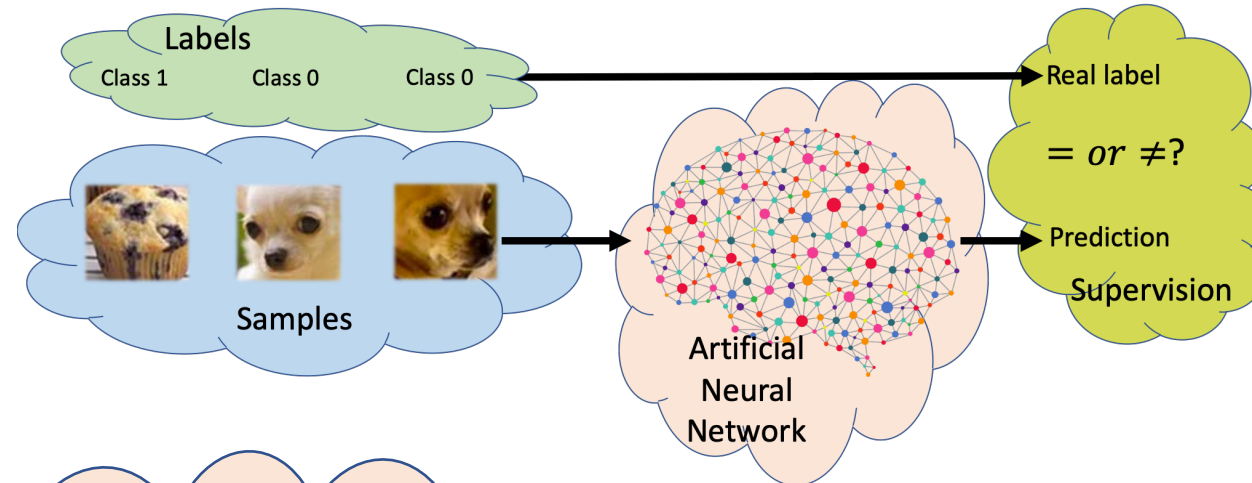 Labels
Class 1 Class 0 Class 0
Real label
= or ≠?
Prediction
Supervision
Samples
Artificial
Neural
Network